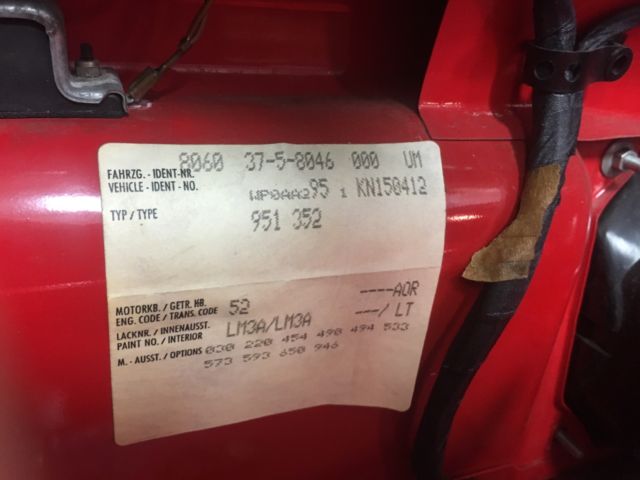 8060 37-5-8046 000 UM
FAHRZG. - IDENT-NR.
VEHICLE - IDENT - NO. WP0AA295 1 KN150412
TYP / TYPE 951 352
MOTORKB. / GETR. KB. ----AOR
ENG. CODE / TRANS. CODE 52
LACKNR. / INNENAUSST. ---/ LT
PAINT NO. / INTERIOR LM3A/LM3A
M. - AUSST. / OPTIONS 030 220 454 490 494 533
573 593 650 946